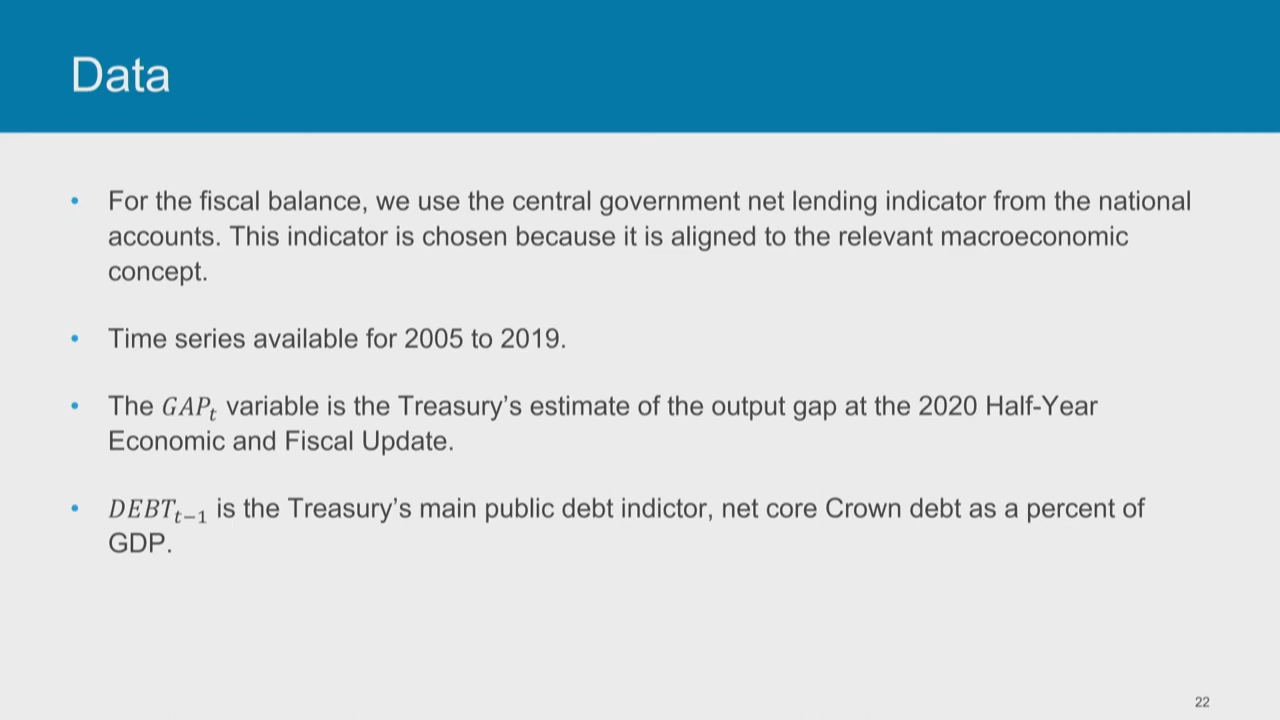 Data
• For the fiscal balance, we use the central government net lending indicator from the national
accounts. This indicator is chosen because it is aligned to the relevant macroeconomic
concept.
• Time series available for 2005 to 2019.
• The 𝐺𝐴𝑃ₜ variable is the Treasury’s estimate of the output gap at the 2020 Half-Year
Economic and Fiscal Update.
• 𝐷𝐸𝐵𝑇ₜ₋₁ is the Treasury’s main public debt indictor, net core Crown debt as a percent of
GDP.
22